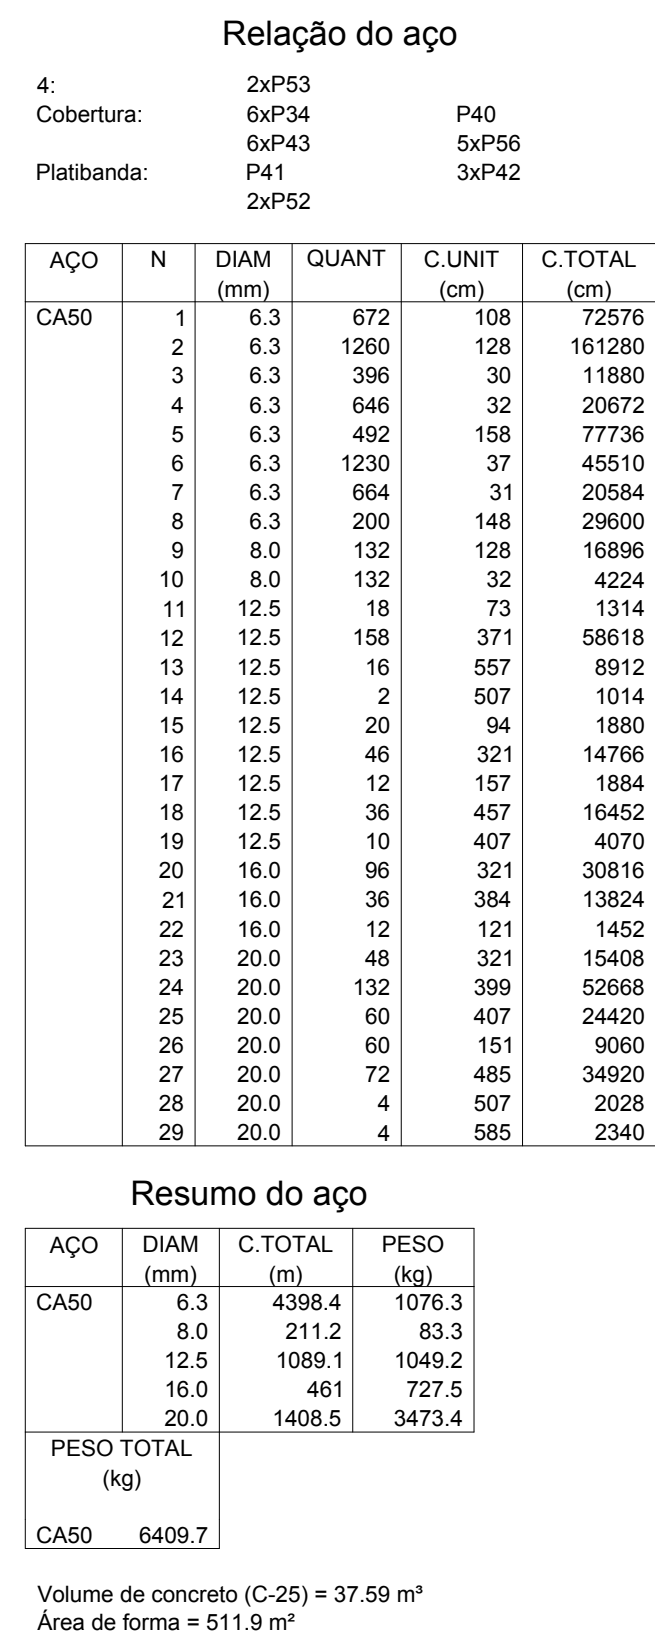 Relação do aço
4: 2xP53
Cobertura: 6xP34 P40
6xP43 5xP56
Platibanda: P41 3xP42
2xP52
AÇO N DIAM QUANT C.UNIT C.TOTAL
(mm) (cm) (cm)
CA50 1 6.3 672 108 72576
2 6.3 1260 128 161280
3 6.3 396 30 11880
4 6.3 646 32 20672
5 6.3 492 158 77736
6 6.3 1230 37 45510
7 6.3 664 31 20584
8 6.3 200 148 29600
9 8.0 132 128 16896
10 8.0 132 32 4224
11 12.5 18 73 1314
12 12.5 158 371 58618
13 12.5 16 557 8912
14 12.5 2 507 1014
15 12.5 20 94 1880
16 12.5 46 321 14766
17 12.5 12 157 1884
18 12.5 36 457 16452
19 12.5 10 407 4070
20 16.0 96 321 30816
21 16.0 36 384 13824
22 16.0 12 121 1452
23 20.0 48 321 15408
24 20.0 132 399 52668
25 20.0 60 407 24420
26 20.0 60 151 9060
27 20.0 72 485 34920
28 20.0 4 507 2028
29 20.0 4 585 2340
Resumo do aço
AÇO DIAM C.TOTAL PESO
(mm) (m) (kg)
CA50 6.3 4398.4 1076.3
8.0 211.2 83.3
12.5 1089.1 1049.2
16.0 461 727.5
20.0 1408.5 3473.4
PESO TOTAL
(kg)
CA50 6409.7
Volume de concreto (C-25) = 37.59 m³
Área de forma = 511.9 m²